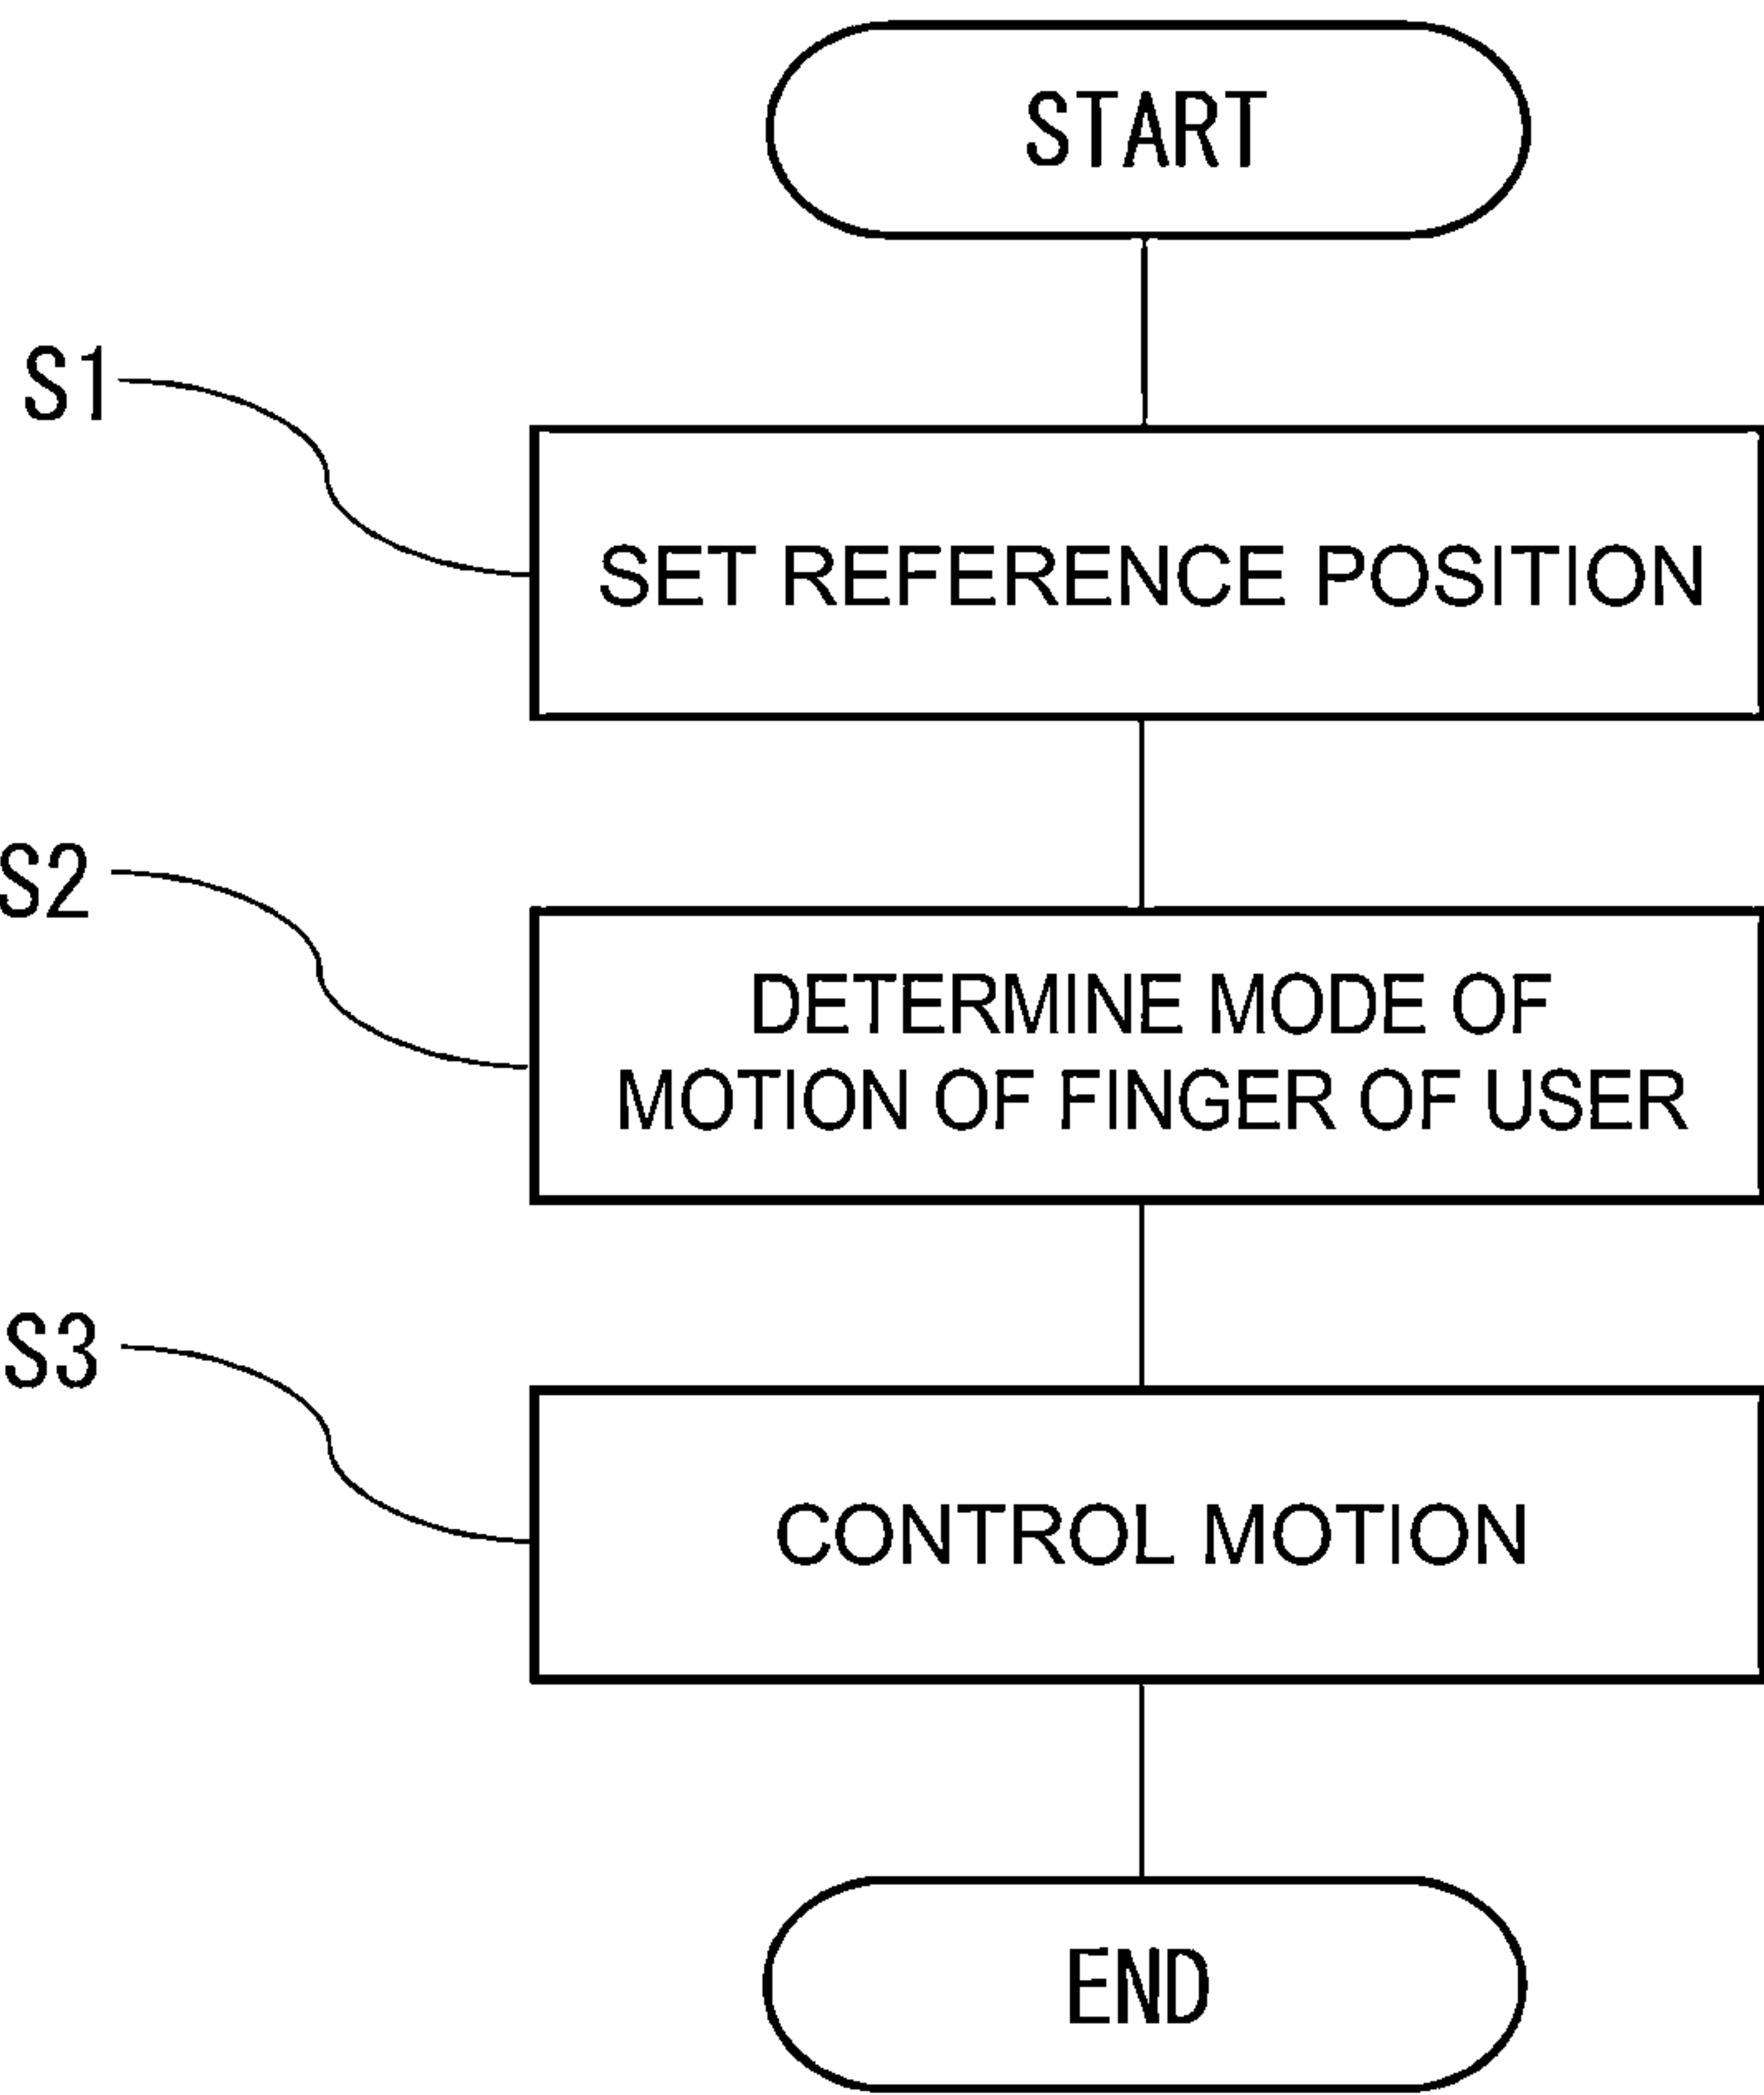 START
S1
SET REFERENCE POSITION
S2
DETERMINE MODE OF
MOTION OF FINGER OF USER
S3
CONTROL MOTION
END